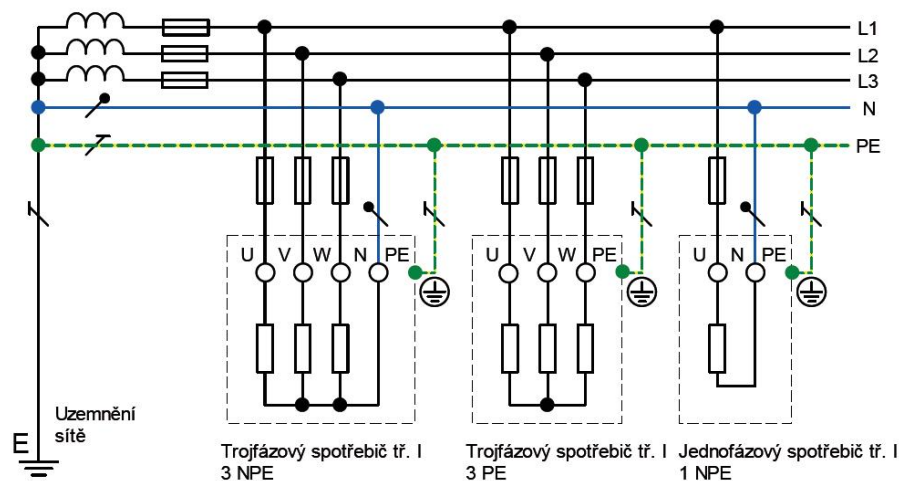 L1
L2
L3
N
PE
U V W N PE
U V W PE
U N PE
Uzemnění
sítě
E
Trojfázový spotřebič tř. I
3 NPE
Trojfázový spotřebič tř. I
3 PE
Jednofázový spotřebič tř. I
1 NPE